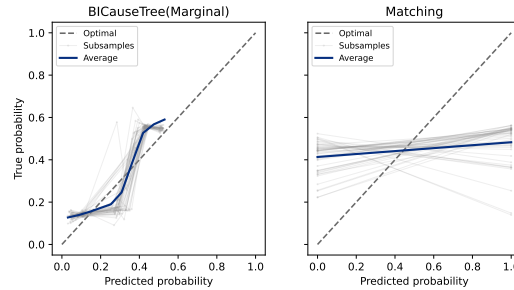 BICauseTree(Marginal)
Optimal
Subsamples
Average
1.0
0.8
0.6
0.4
0.2
0.0
True probability
0.0 0.2 0.4 0.6 0.8 1.0
Predicted probability
Matching
Optimal
Subsamples
Average
0.0 0.2 0.4 0.6 0.8 1.0
Predicted probability